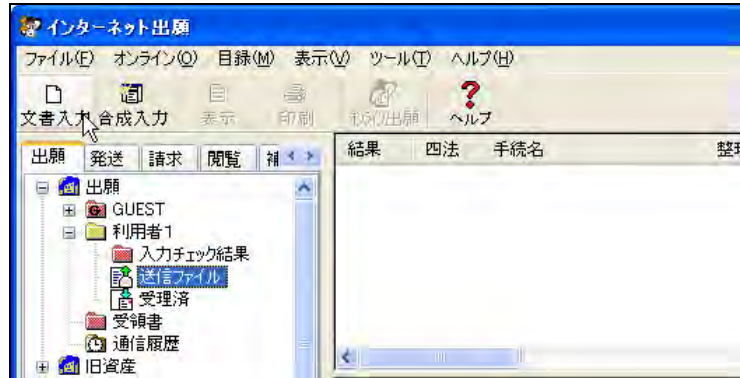 インターネット出願
ファイル(F) オンライン(O) 目録(M) 表示(V) ツール(T) ヘルプ(H)
文書入力 合成入力 表示 印刷 ｵﾝﾗｲﾝ出願 ヘルプ
出願 発送 請求 閲覧 補
結果 四法 手続名 整理
出願
GUEST
利用者1
入力チェック結果
送信ファイル
受理済
受領書
通信履歴
旧資産